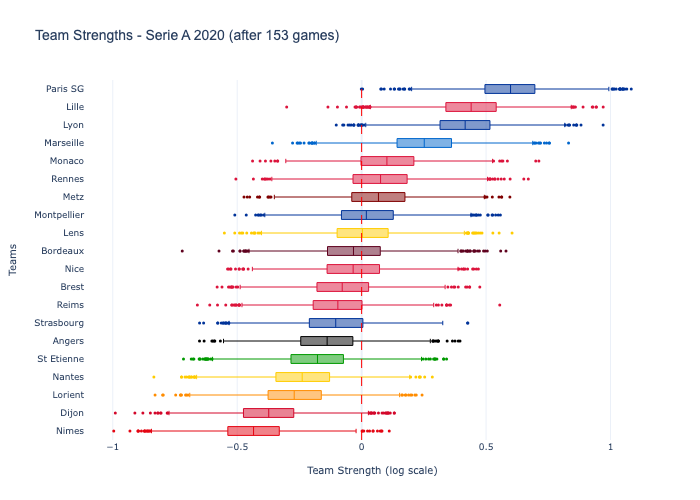 Team Strengths - Serie A 2020 (after 153 games)
Paris SG
Lille
Lyon
Marseille
Monaco
Rennes
Metz
Montpellier
Lens
Bordeaux
Nice
Brest
Reims
Strasbourg
Angers
St Etienne
Nantes
Lorient
Dijon
Nimes
Teams
−1 −0.5 0 0.5 1
Team Strength (log scale)